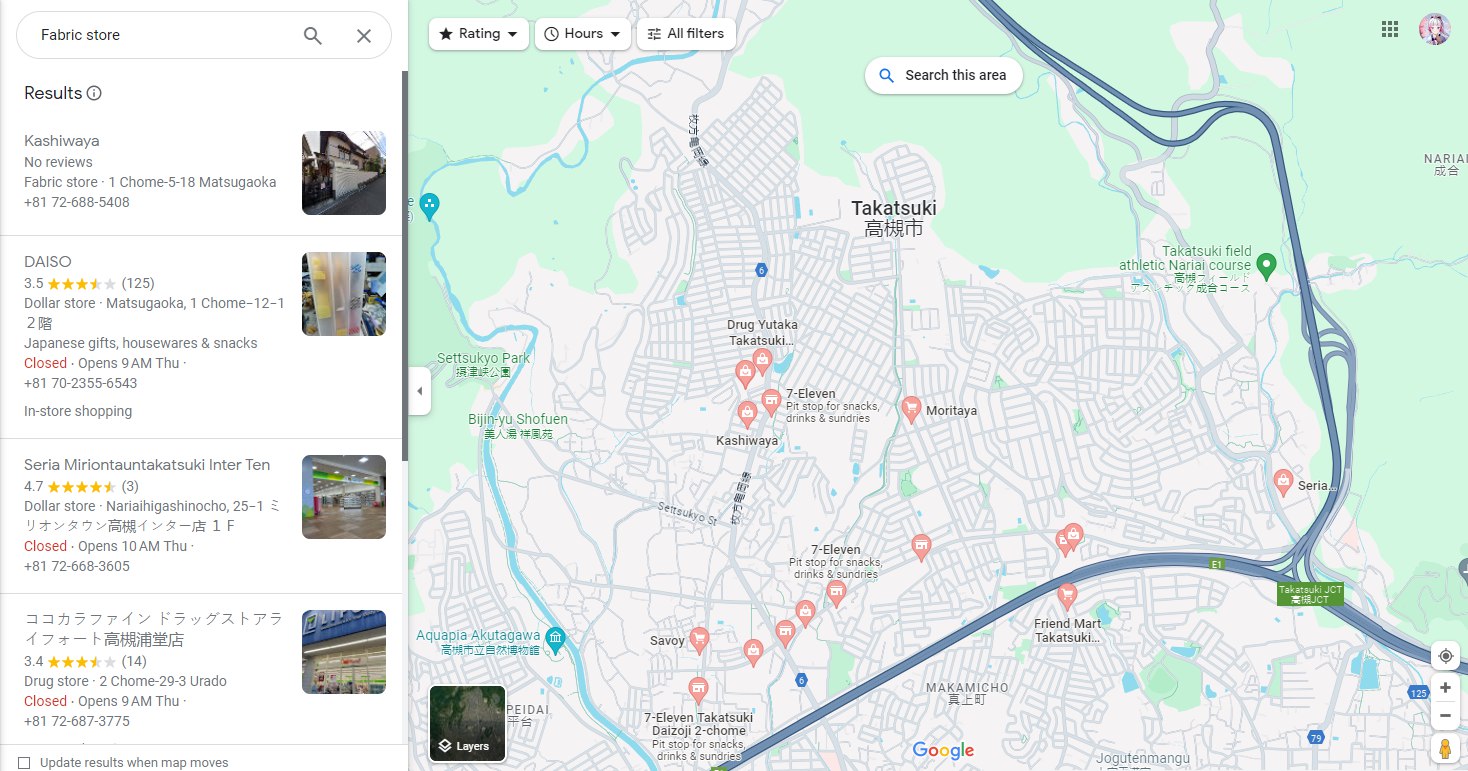 Fabric store
Results
Kashiwaya
No reviews
Fabric store · 1 Chome-5-18 Matsugaoka
+81 72-688-5408
DAISO
3.5 (125)
Dollar store · Matsugaoka, 1 Chome−12−1
２階
Japanese gifts, housewares & snacks
Closed · Opens 9 AM Thu ·
+81 70-2355-6543
In-store shopping
Seria Miriontauntakatsuki Inter Ten
4.7 (3)
Dollar store · Nariaihigashinocho, 25−1 ミ
リオンタウン高槻インター店 １Ｆ
Closed · Opens 10 AM Thu ·
+81 72-668-3605
ココカラファイン ドラッグストアラ
イフォート高槻浦堂店
3.4 (14)
Drug store · 2 Chome-29-3 Urado
Closed · Opens 9 AM Thu ·
+81 72-687-3775
Update results when map moves
Rating
Hours
All filters
Search this area
枚方亀岡線
NARIAI
成合
Takatsuki
高槻市
Takatsuki field
athletic Nariai course
高槻フィールド
アスレチック成合コース
6
Drug Yutaka
Takatsuki...
Settsukyo Park
摂津峡公園
7-Eleven
Pit stop for snacks,
drinks & sundries
Moritaya
Bijin-yu Shofuen
美人湯 祥風苑
Kashiwaya
枚方亀岡線
Seria...
Settsukyo St
7-Eleven
Pit stop for snacks,
drinks & sundries
E1
Takatsuki JCT
高槻JCT
Friend Mart
Takatsuki...
Aquapia Akutagawa
高槻市立自然博物館
Savoy
6
MAKAMICHO
真上町
125
PEIDAI
平台
7-Eleven Takatsuki
Daizoji 2-chome
Pit stop for snacks,
drinks & sundries
79
Layers
Google
Jogutenmangu